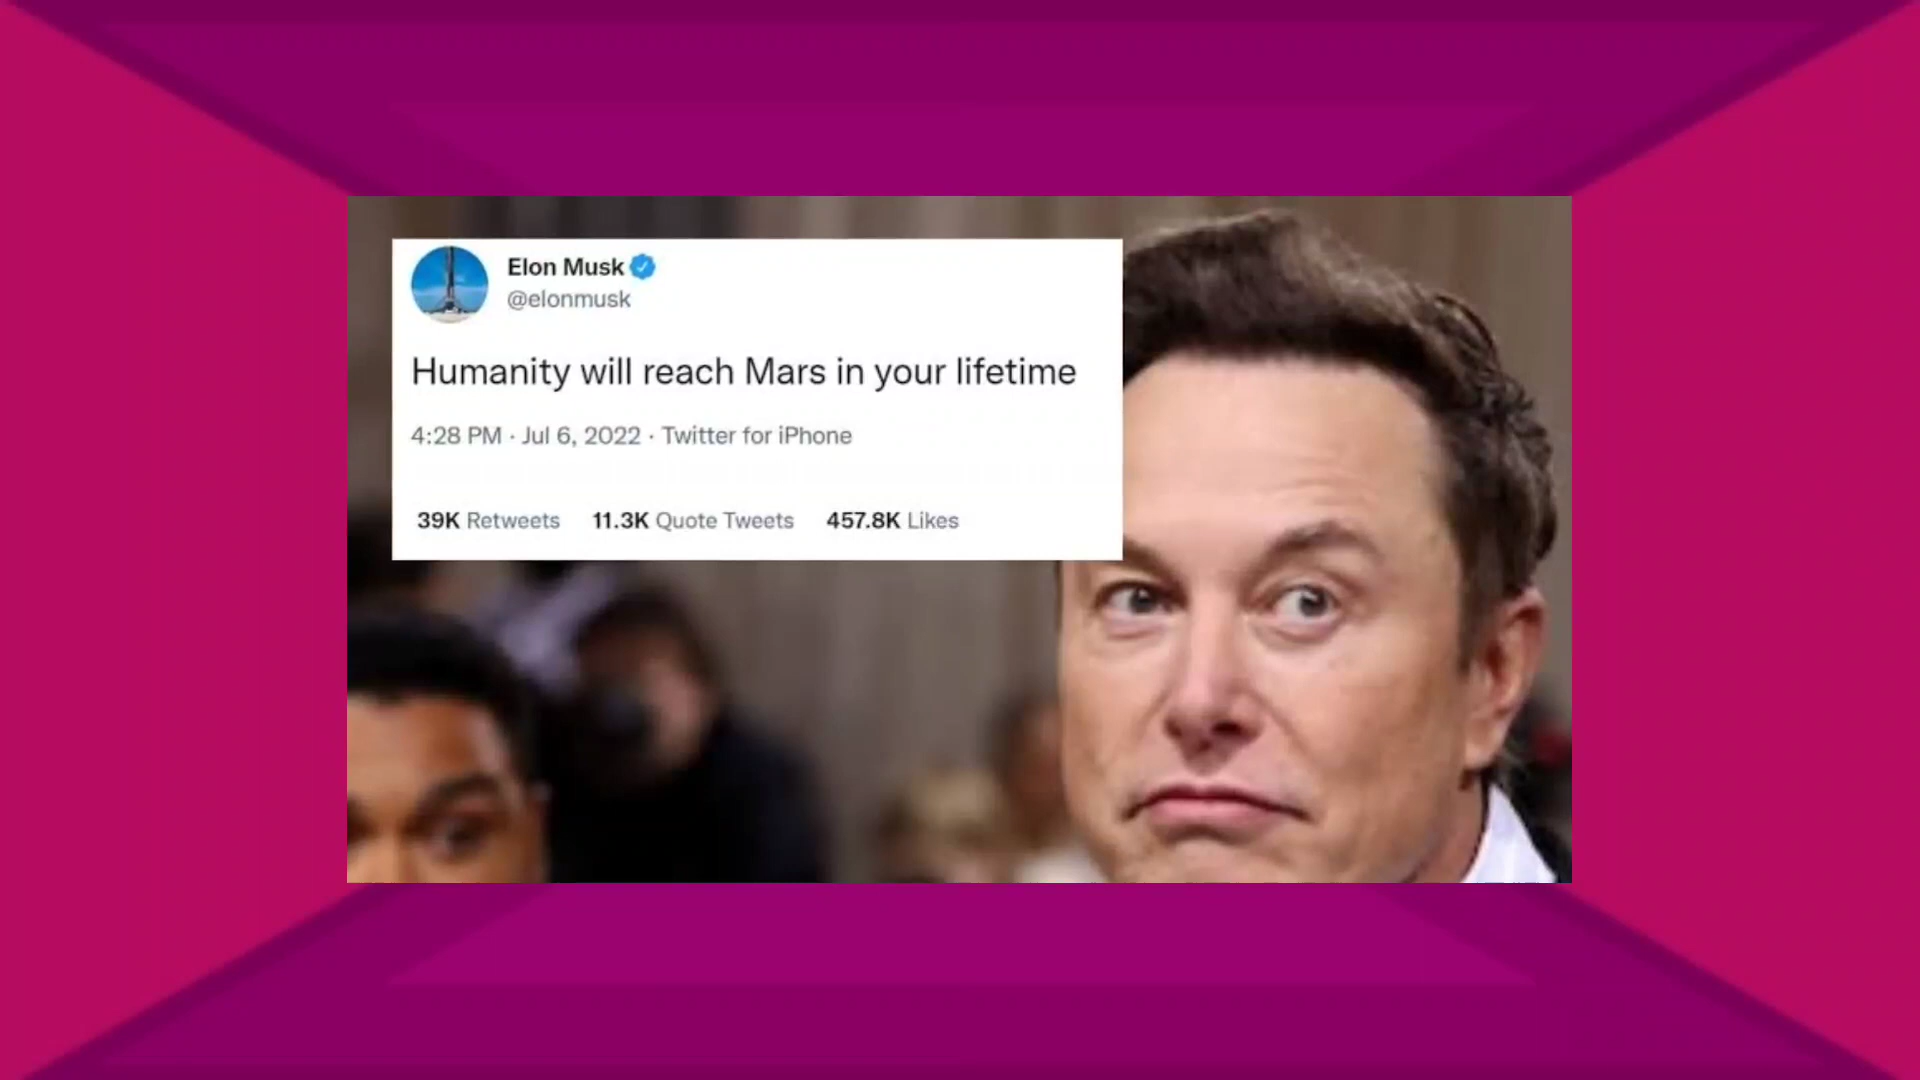 Elon Musk
@elonmusk
Humanity will reach Mars in your lifetime
4:28 PM · Jul 6, 2022 · Twitter for iPhone
39K Retweets 11.3K Quote Tweets 457.8K Likes